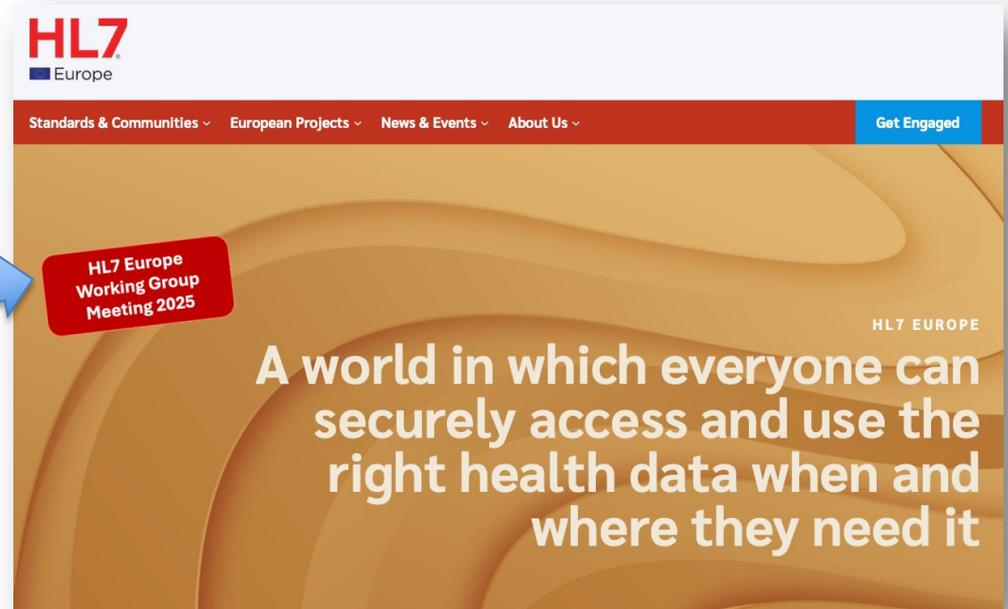 HL7
Europe
Standards & Communities
European Projects
News & Events
About Us
Get Engaged
HL7 Europe
Working Group
Meeting 2025
HL7 EUROPE
A world in which everyone can
securely access and use the
right health data when and
where they need it